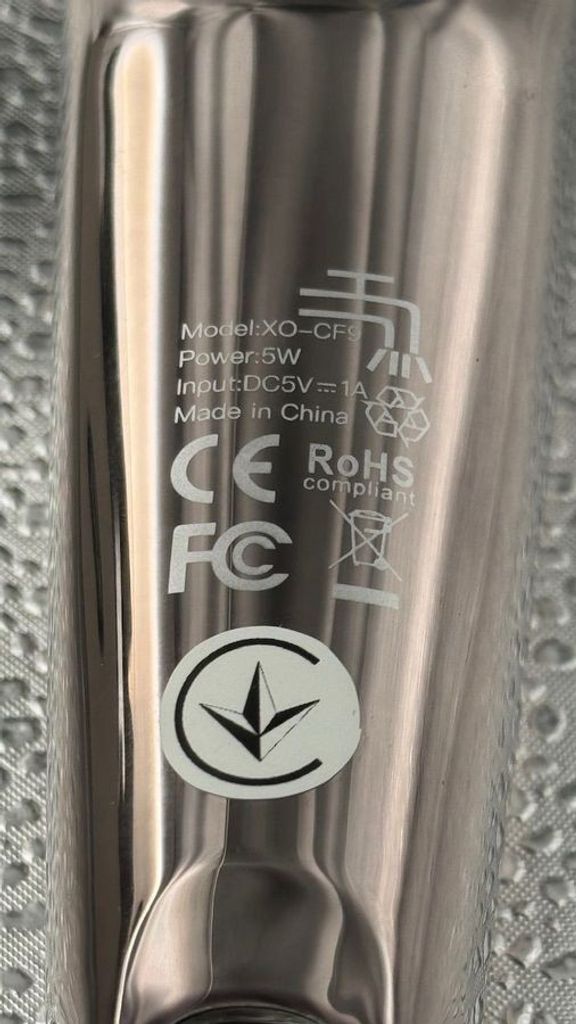 Model:XO-CF9
Power:5W
Input:DC5V⎓1A
Made in China
CE
RoHS
compliant
FC